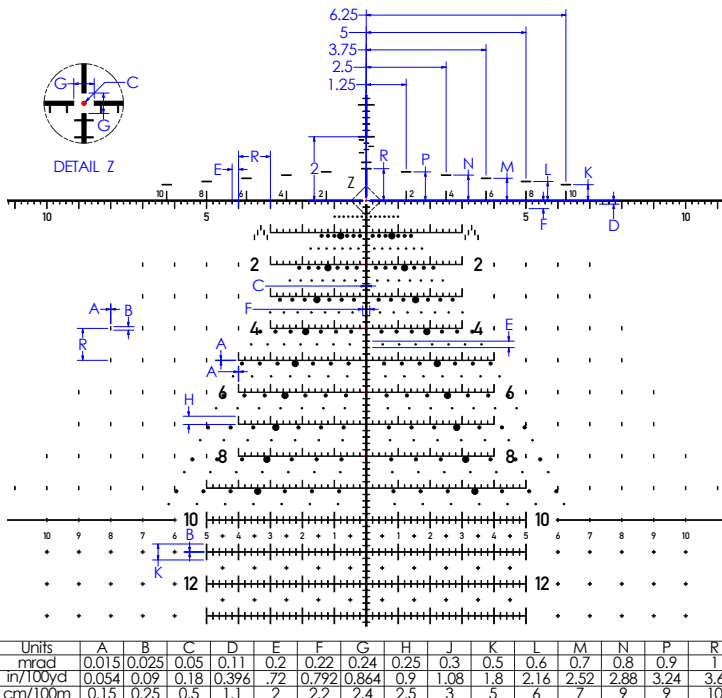 6.25
5
3.75
2.5
1.25
G C
G
DETAIL Z
E R 2 Z R P N M L K
10 8 6 4 2 2 4 6 8 10
F D
10 5 5 10
2 2
C
A B F 4 4 E
R
A
A
6 6
H
8 8
10 10
10 9 8 7 6 5 4 3 2 1 1 2 3 4 5 6 7 8 9 10
B
K
12 12
Units A B C D E F G H J K L M N P R
mrad 0.015 0.025 0.05 0.11 0.2 0.22 0.24 0.25 0.3 0.5 0.6 0.7 0.8 0.9 1
in/100yd 0.054 0.09 0.18 0.396 .72 0.792 0.864 0.9 1.08 1.8 2.16 2.52 2.88 3.24 3.6
cm/100m 0.15 0.25 0.5 1.1 2 2.2 2.4 2.5 3 5 6 7 8 9